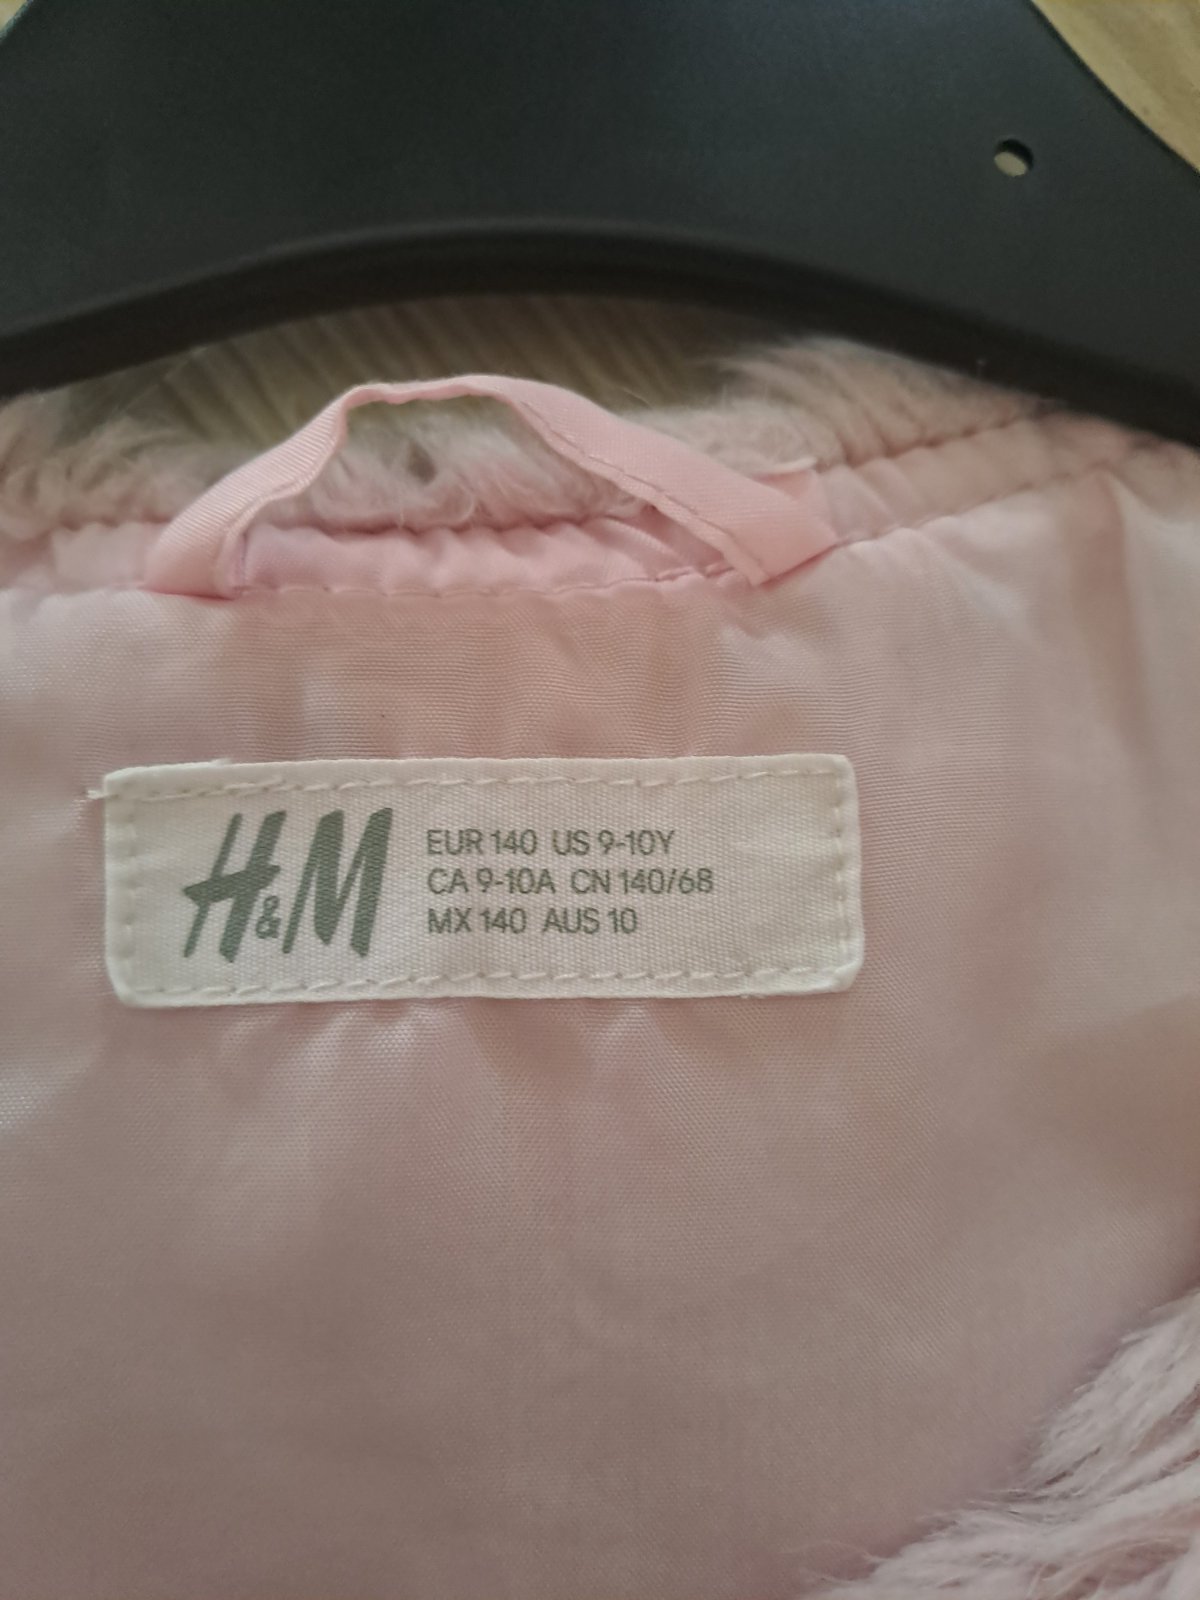 H&M
EUR 140 US 9-10Y
CA 9-10A CN 140/68
MX 140 AUS 10